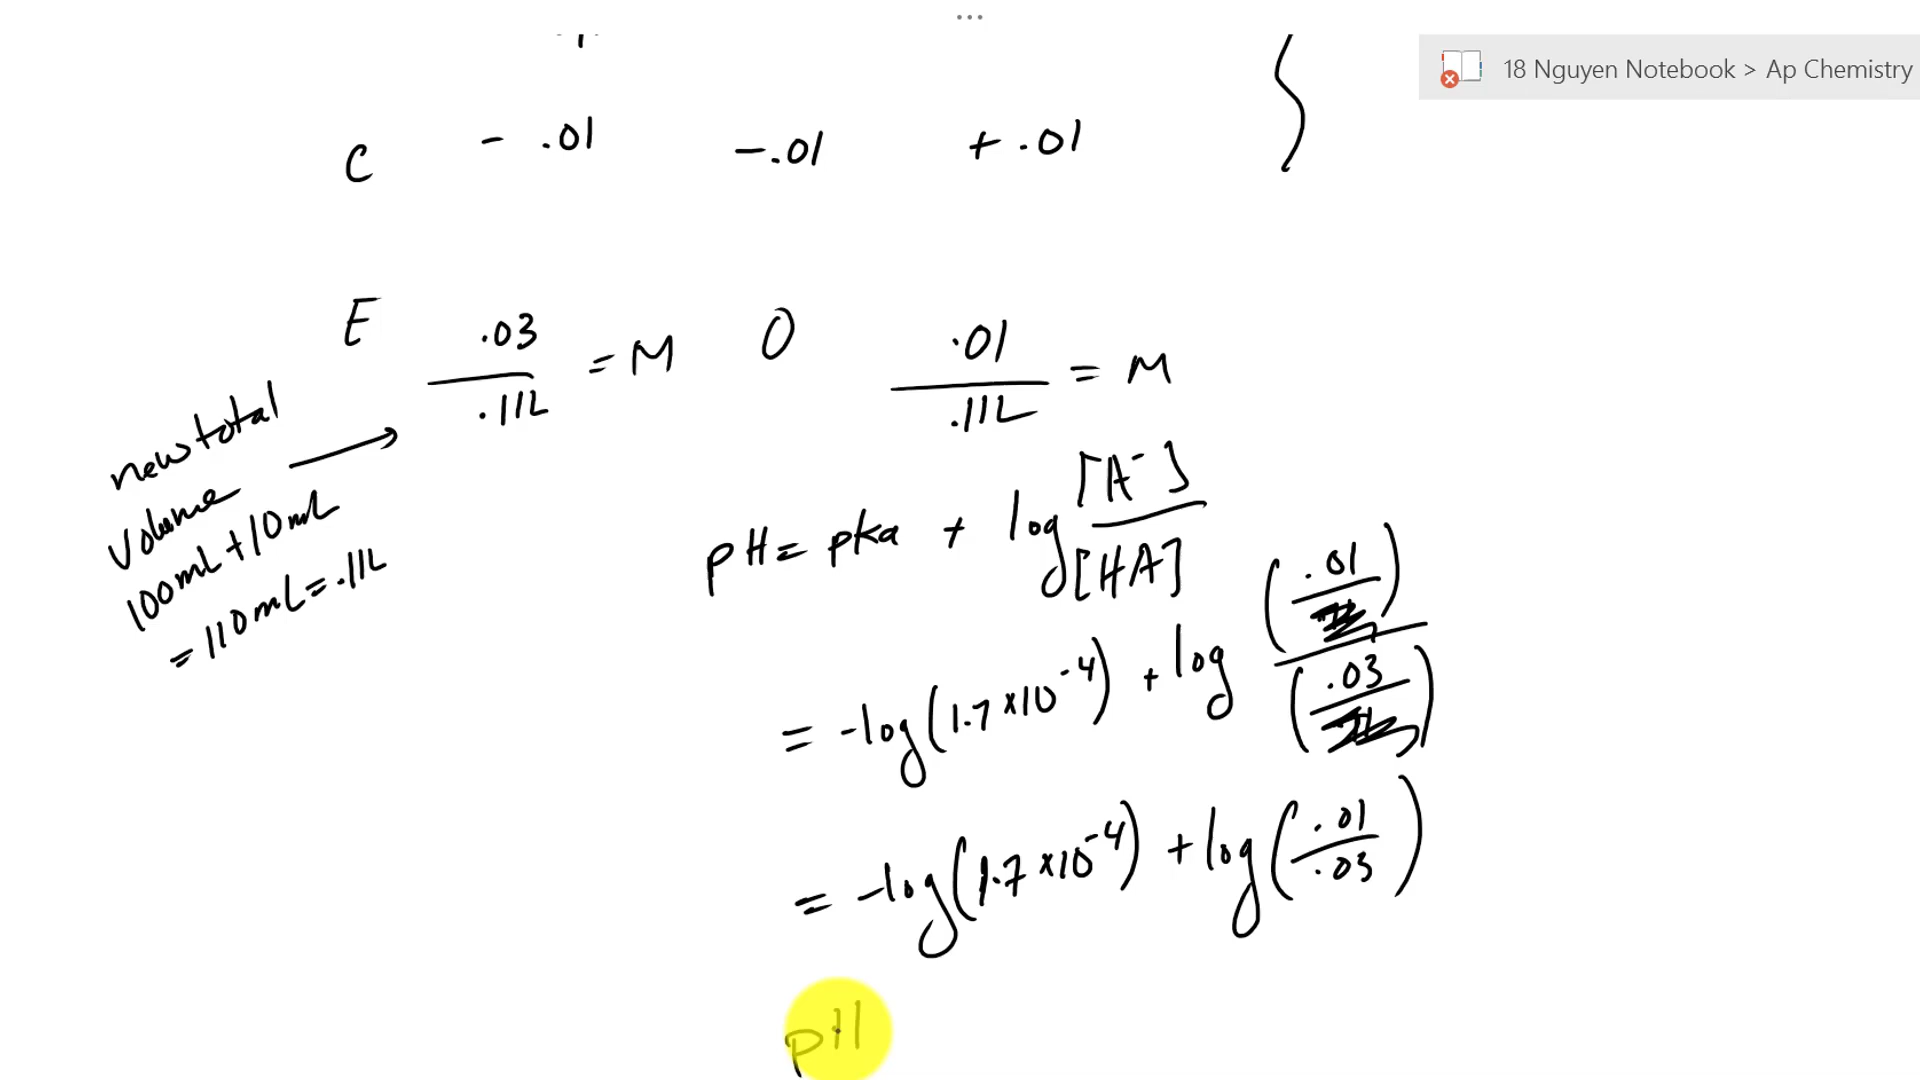 18 Nguyen Notebook > Ap Chemistry
C - .01 -.01 +.01
E .03/.11L = M 0 .01/.11L = M
new total
volume
100mL+10mL
=110mL=.11L
pH= pka + log [A⁻]/[HA]
= -log(1.7×10⁻⁴) + log (.01/)/(.03/)
= -log(1.7×10⁻⁴) + log(.01/.03)
pH